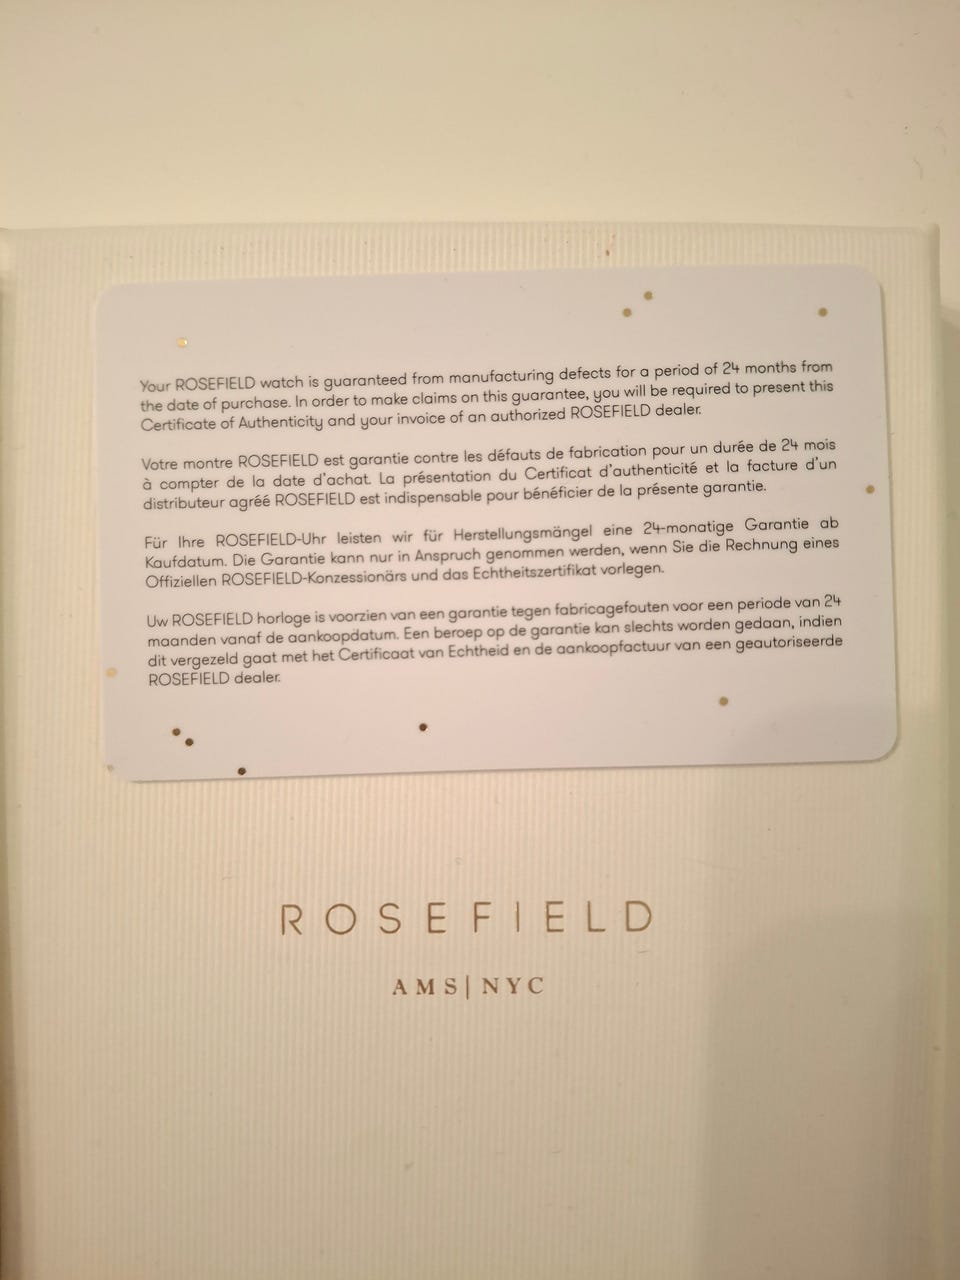 Your ROSEFIELD watch is guaranteed from manufacturing defects for a period of 24 months from
the date of purchase. In order to make claims on this guarantee, you will be required to present this
Certificate of Authenticity and your invoice of an authorized ROSEFIELD dealer.
Votre montre ROSEFIELD est garantie contre les défauts de fabrication pour un durée de 24 mois
à compter de la date d'achat. La présentation du Certificat d'authenticité et la facture d'un
distributeur agréé ROSEFIELD est indispensable pour bénéficier de la présente garantie.
Für Ihre ROSEFIELD-Uhr leisten wir für Herstellungsmängel eine 24-monatige Garantie ab
Kaufdatum. Die Garantie kann nur in Anspruch genommen werden, wenn Sie die Rechnung eines
Offiziellen ROSEFIELD-Konzessionärs und das Echtheitszertifikat vorlegen.
Uw ROSEFIELD horloge is voorzien van een garantie tegen fabricagefouten voor een periode van 24
maanden vanaf de aankoopdatum. Een beroep op de garantie kan slechts worden gedaan, indien
dit vergezeld gaat met het Certificaat van Echtheid en de aankoopfactuur van een geautoriseerde
ROSEFIELD dealer.
ROSEFIELD
AMS|NYC